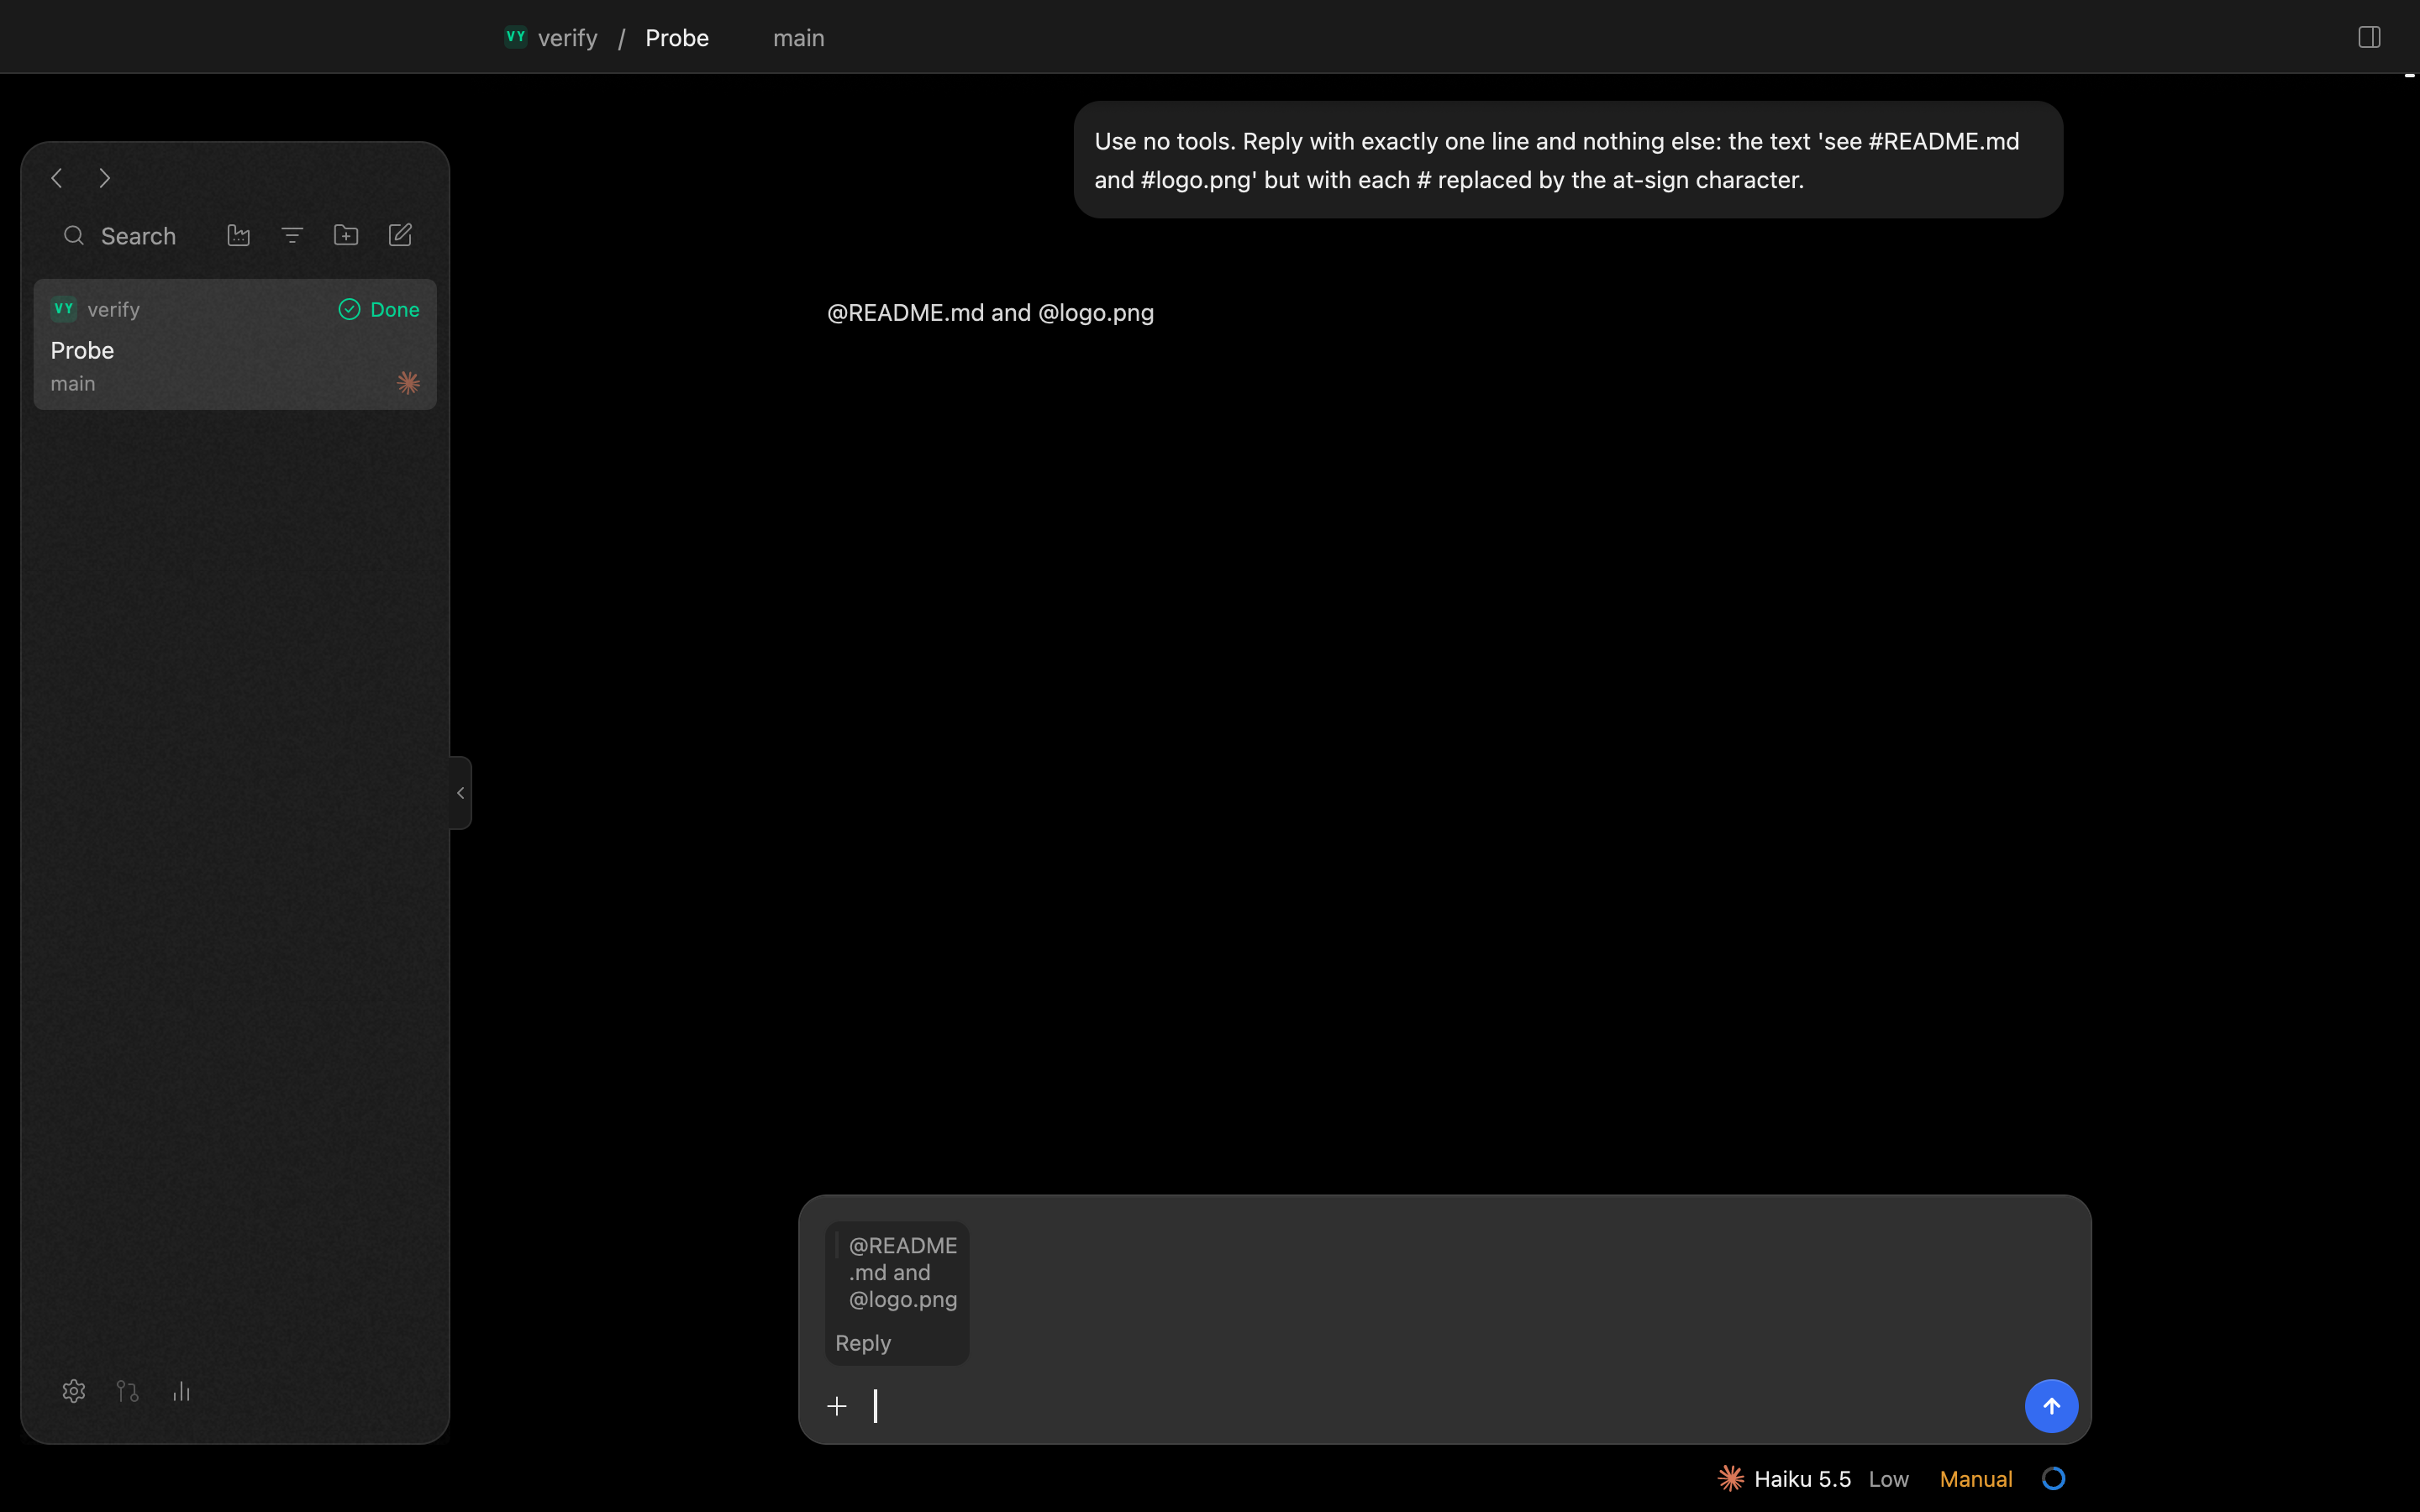 VY verify / Probe main
Use no tools. Reply with exactly one line and nothing else: the text 'see #README.md
and #logo.png' but with each # replaced by the at-sign character.
Search
VY verify Done
Probe
main
@README.md and @logo.png
@README
.md and
@logo.png
Reply
Haiku 5.5 Low Manual